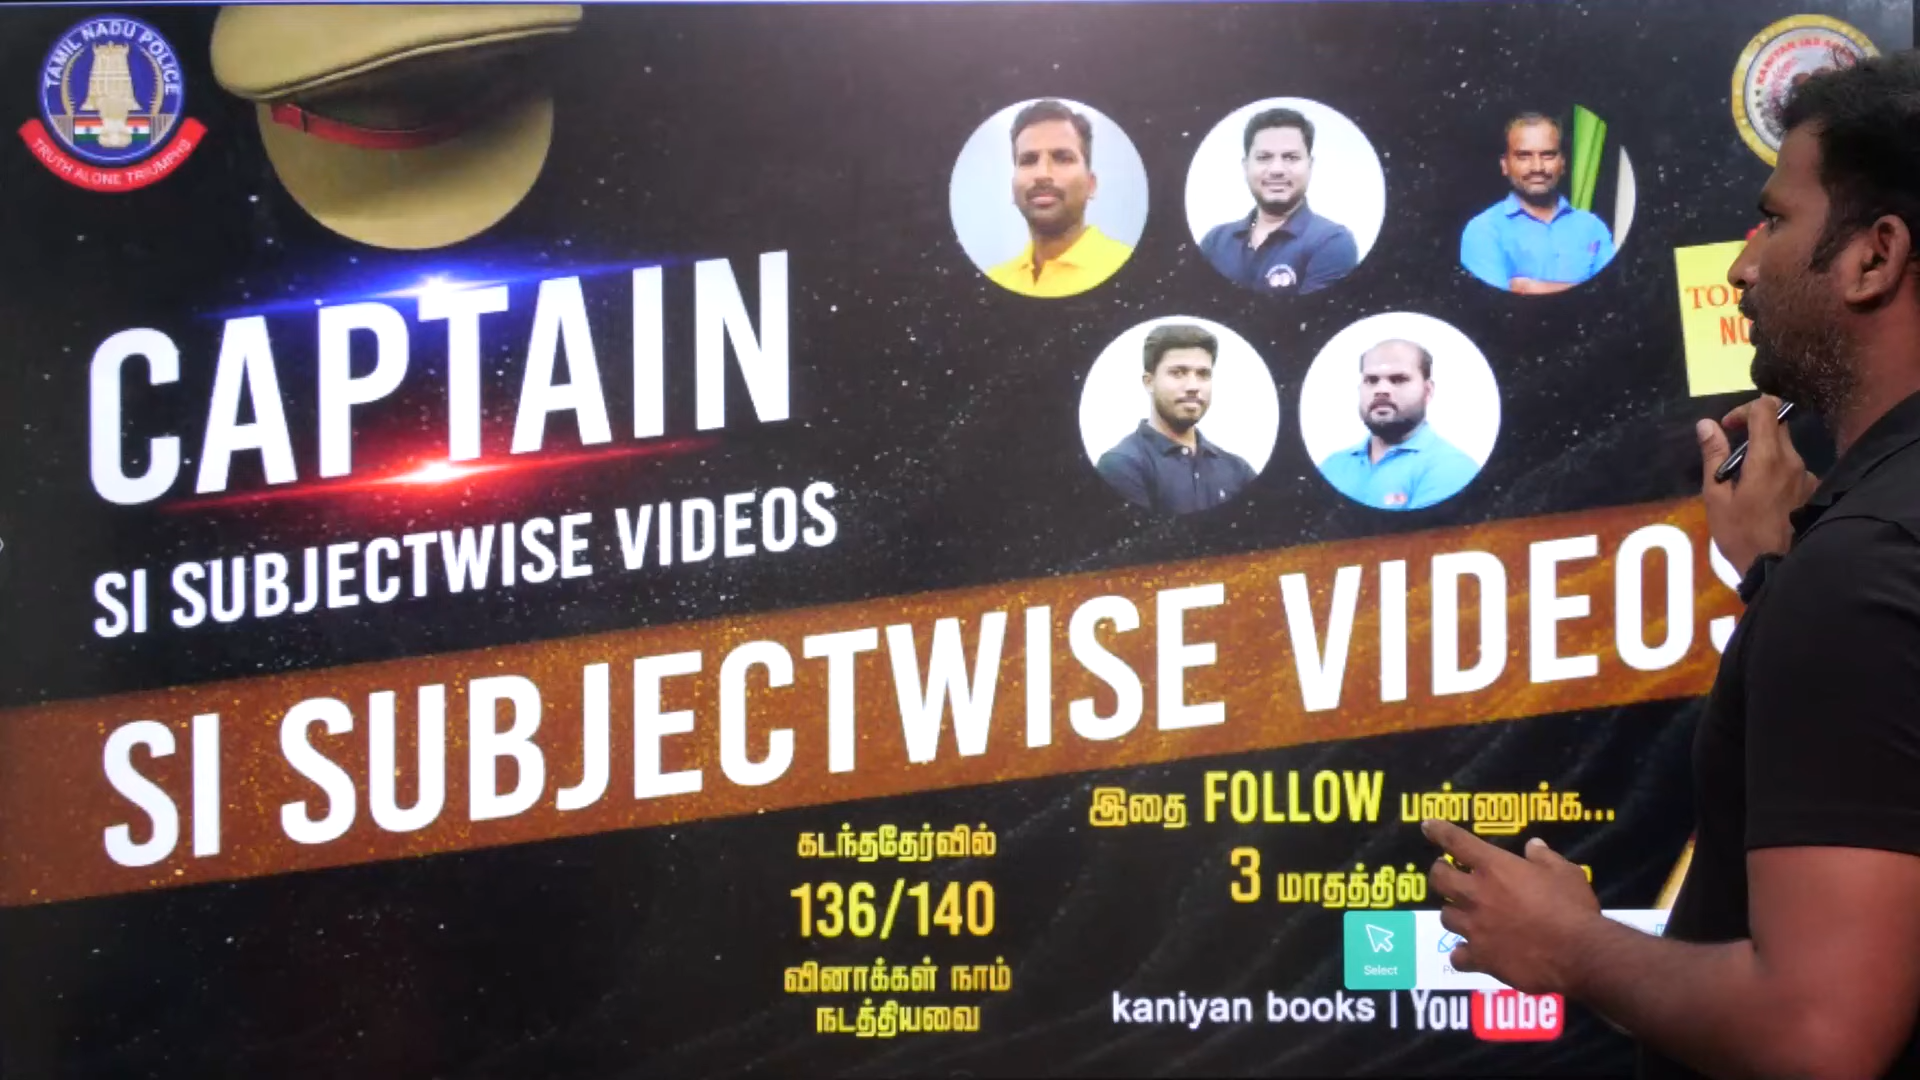 TAMIL NADU POLICE
TRUTH ALONE TRIUMPHS
CAPTAIN
SI SUBJECTWISE VIDEOS
SI SUBJECTWISE VIDEOS
கடந்ததேர்வில்
136/140
வினாக்கள் நாம்
நடத்தியவை
இதை FOLLOW பண்ணுங்க...
3 மாதத்தில்
Select
kaniyan books | YouTube